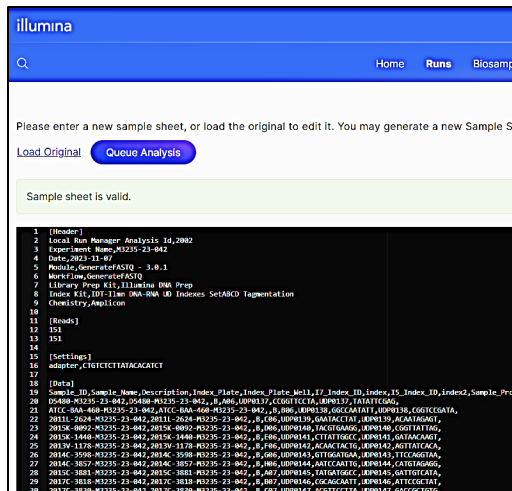 illumina
Home Runs Biosamp
Please enter a new sample sheet, or load the original to edit it. You may generate a new Sample S
Load Original Queue Analysis
Sample sheet is valid.
1 [Header]
2 Local Run Manager Analysis Id,2002
3 Experiment Name,M3235-23-042
4 Date,2023-11-07
5 Module,GenerateFASTQ - 3.0.1
6 Workflow,GenerateFASTQ
7 Library Prep Kit,Illumina DNA Prep
8 Index Kit,IDT-Ilmn DNA-RNA UD Indexes SetABCD Tagmentation
9 Chemistry,Amplicon
10
11 [Reads]
12 151
13 151
14
15 [Settings]
16 adapter,CTGTCTCTTATACACATCT
17
18 [Data]
19 Sample_ID,Sample_Name,Description,Index_Plate,Index_Plate_Well,I7_Index_ID,index,I5_Index_ID,index2,Sample_Pro
20 D5480-M3235-23-042,D5480-M3235-23-042,,B,A06,UDP0137,CCGGTTCCTA,UDP0137,TATATTCGAG,
21 ATCC-BAA-460-M3235-23-042,ATCC-BAA-460-M3235-23-042,,B,B06,UDP0138,GGCCAATATT,UDP0138,CGGTCCGATA,
22 2011L-2624-M3235-23-042,2011L-2624-M3235-23-042,,B,C06,UDP0139,GAATACCTAT,UDP0139,ACAATAGAGT,
23 2015K-0092-M3235-23-042,2015K-0092-M3235-23-042,,B,D06,UDP0140,TACGTGAAGG,UDP0140,CGGTTATTAG,
24 2015K-1440-M3235-23-042,2015K-1440-M3235-23-042,,B,E06,UDP0141,CTTATTGGCC,UDP0141,GATAACAAGT,
25 2013V-1178-M3235-23-042,2013V-1178-M3235-23-042,,B,F06,UDP0142,ACAACTACTG,UDP0142,AGTTATCACA,
26 2014C-3598-M3235-23-042,2014C-3598-M3235-23-042,,B,G06,UDP0143,GTTGGATGAA,UDP0143,TTCCAGGTAA,
27 2014C-3857-M3235-23-042,2014C-3857-M3235-23-042,,B,H06,UDP0144,AATCCAATTG,UDP0144,CATGTAGAGG,
28 2015C-3881-M3235-23-042,2015C-3881-M3235-23-042,,B,A07,UDP0145,TATGATGGCC,UDP0145,GATTGTCATA,
29 2017C-3818-M3235-23-042,2017C-3818-M3235-23-042,,B,B07,UDP0146,CGCAGCAATT,UDP0146,ATTCCGCTAT,